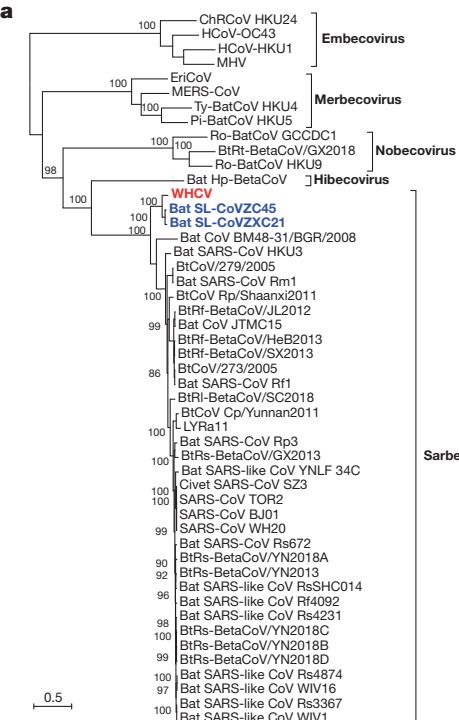 a
ChRCoV HKU24
HCoV-OC43
HCoV-HKU1
MHV
Embecovirus
100
EriCoV
MERS-CoV
Ty-BatCoV HKU4
Pi-BatCoV HKU5
Merbecovirus
100
100
Ro-BatCoV GCCDC1
BtRt-BetaCoV/GX2018
Ro-BatCoV HKU9
Nobecovirus
100
100
98
Bat Hp-BetaCoV
Hibecovirus
WHCV
Bat SL-CoVZC45
Bat SL-CoVZXC21
100
100
100
Bat CoV BM48-31/BGR/2008
Bat SARS-CoV HKU3
BtCoV/279/2005
Bat SARS-CoV Rm1
100
BtCoV Rp/Shaanxi2011
BtRf-BetaCoV/JL2012
99
Bat CoV JTMC15
BtRf-BetaCoV/HeB2013
BtRf-BetaCoV/SX2013
86
BtCoV/273/2005
Bat SARS-CoV Rf1
BtRl-BetaCoV/SC2018
BtCoV Cp/Yunnan2011
100
LYRa11
Bat SARS-CoV Rp3
100
BtRs-BetaCoV/GX2013
Sarbe
Bat SARS-like CoV YNLF 34C
100
Civet SARS-CoV SZ3
100
SARS-CoV TOR2
SARS-CoV BJ01
99
SARS-CoV WH20
Bat SARS-CoV Rs672
90
BtRs-BetaCoV/YN2018A
92
BtRs-BetaCoV/YN2013
Bat SARS-like CoV RsSHC014
96
Bat SARS-like CoV Rf4092
Bat SARS-like CoV Rs4231
98
BtRs-BetaCoV/YN2018C
100
BtRs-BetaCoV/YN2018B
99
BtRs-BetaCoV/YN2018D
100
Bat SARS-like CoV Rs4874
97
Bat SARS-like CoV WIV16
0.5
100
Bat SARS-like CoV Rs3367
Bat SARS-like CoV WIV1